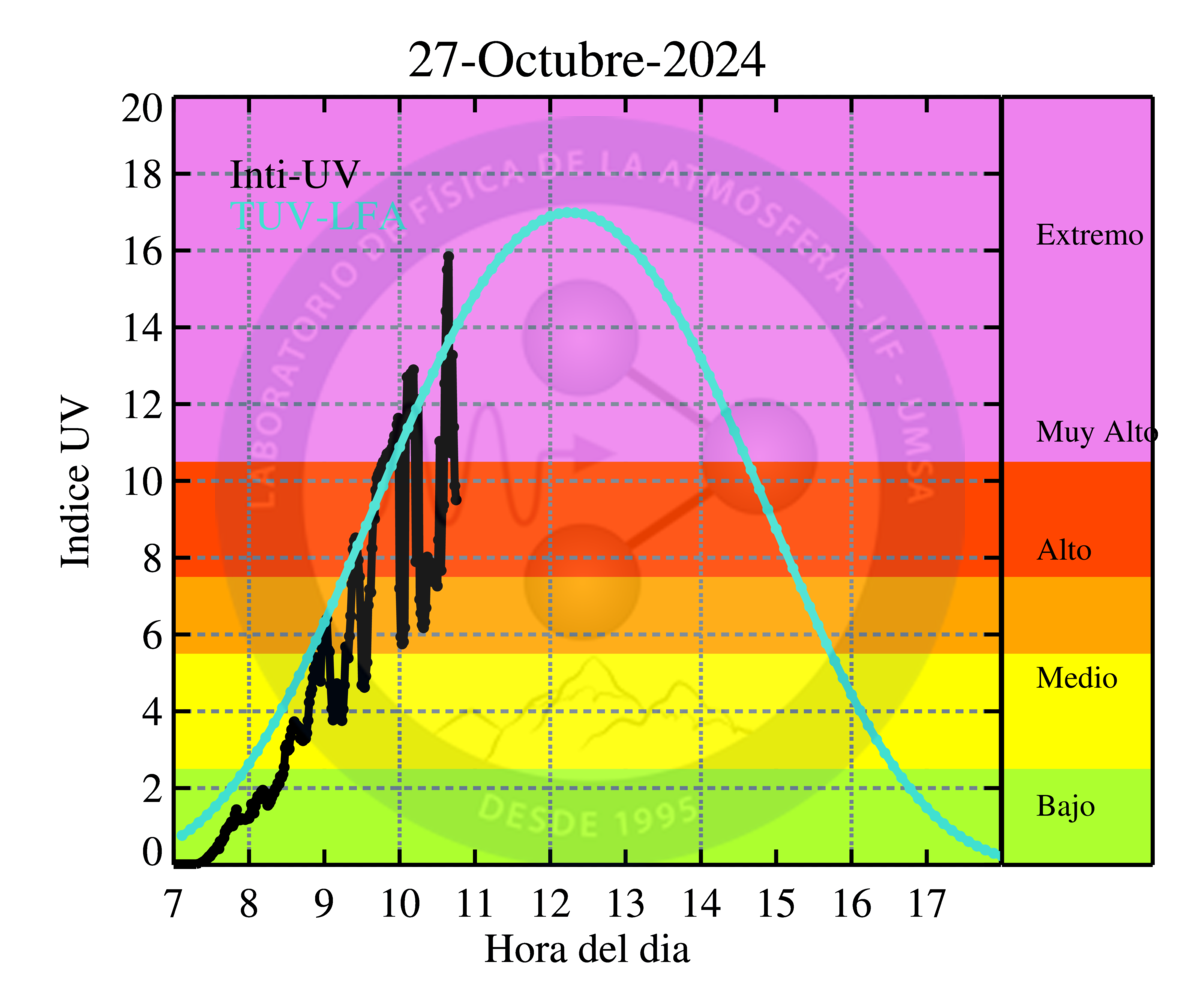 27-Octubre-2024
20
18
16
14
12
10
8
6
4
2
0
Indice UV
Inti-UV
TUV-LFA
LABORATORIO DE FÍSICA DE LA ATMÓSFERA - IIF - UMSA
DESDE 1995
Extremo
Muy Alto
Alto
Medio
Bajo
7 8 9 10 11 12 13 14 15 16 17
Hora del dia